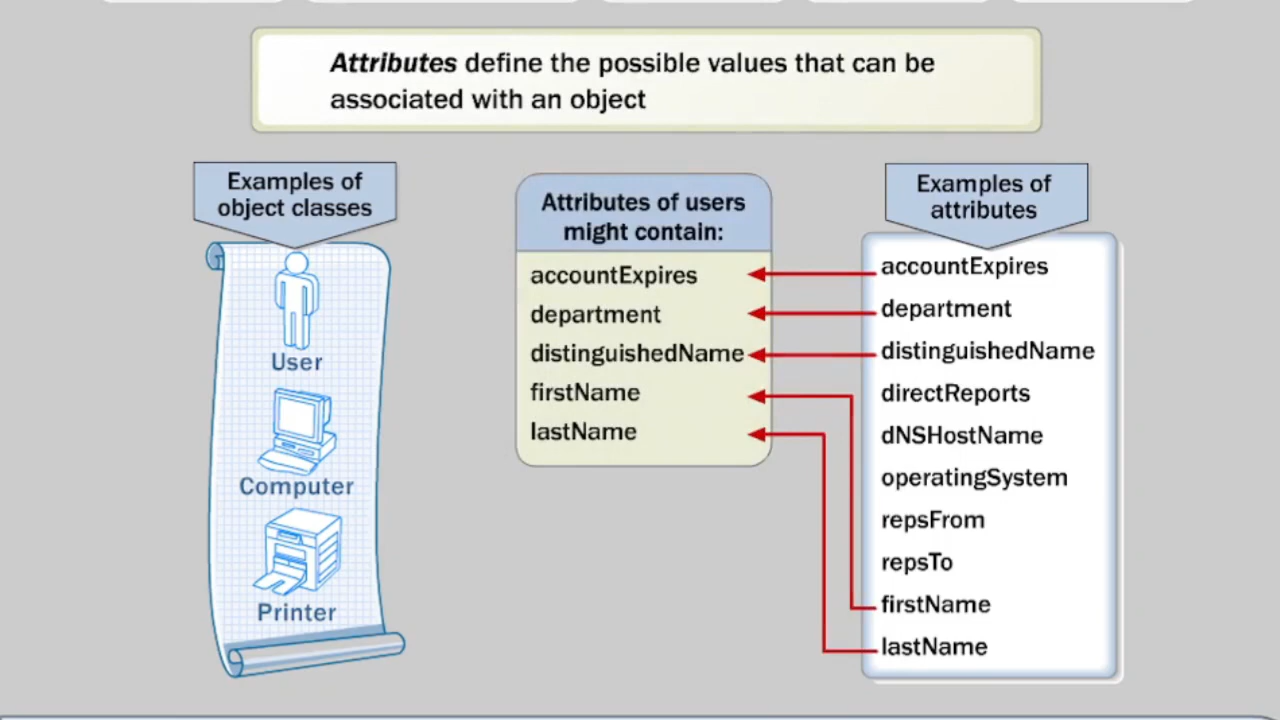 Attributes define the possible values that can be
associated with an object
Examples of
object classes
User
Computer
Printer
Attributes of users
might contain:
accountExpires
department
distinguishedName
firstName
lastName
Examples of
attributes
accountExpires
department
distinguishedName
directReports
dNSHostName
operatingSystem
repsFrom
repsTo
firstName
lastName